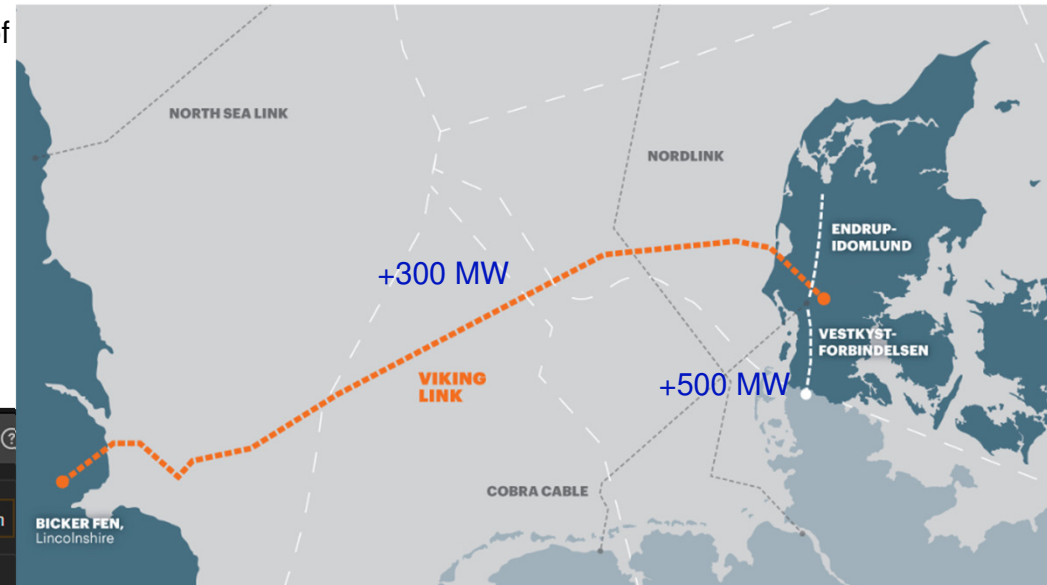 of
NORTH SEA LINK
NORDLINK
ENDRUP-
IDOMLUND
+300 MW
VESTKYST-
FORBINDELSEN
VIKING
LINK
+500 MW
COBRA CABLE
BICKER FEN,
Lincolnshire
?